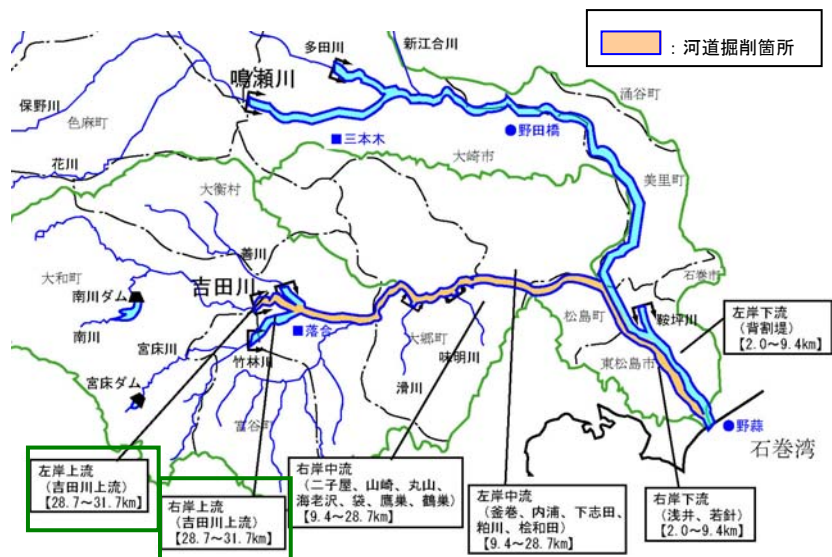 ：河道掘削箇所
多田川
新江合川
鳴瀬川
保野川
色麻町
涌谷町
三本木
野田橋
大崎市
花川
大衡村
美里町
善川
大和町
吉田川
石巻市
南川ダム
松島町
鞍坪川
左岸下流
（背割堤）
【2.0～9.4km】
南川
宮床川
落合
大郷町
味明川
東松島市
竹林川
宮床ダム
滑川
富谷町
野蒜
石巻湾
左岸上流
（吉田川上流）
【28.7～31.7km】
右岸上流
（吉田川上流）
【28.7～31.7km】
右岸中流
（二子屋、山崎、丸山、
海老沢、袋、鷹巣、鶴巣）
【9.4～28.7km】
左岸中流
（釜巻、内浦、下志田、
粕川、桧和田）
【9.4～28.7km】
右岸下流
（浅井、若針）
【2.0～9.4km】